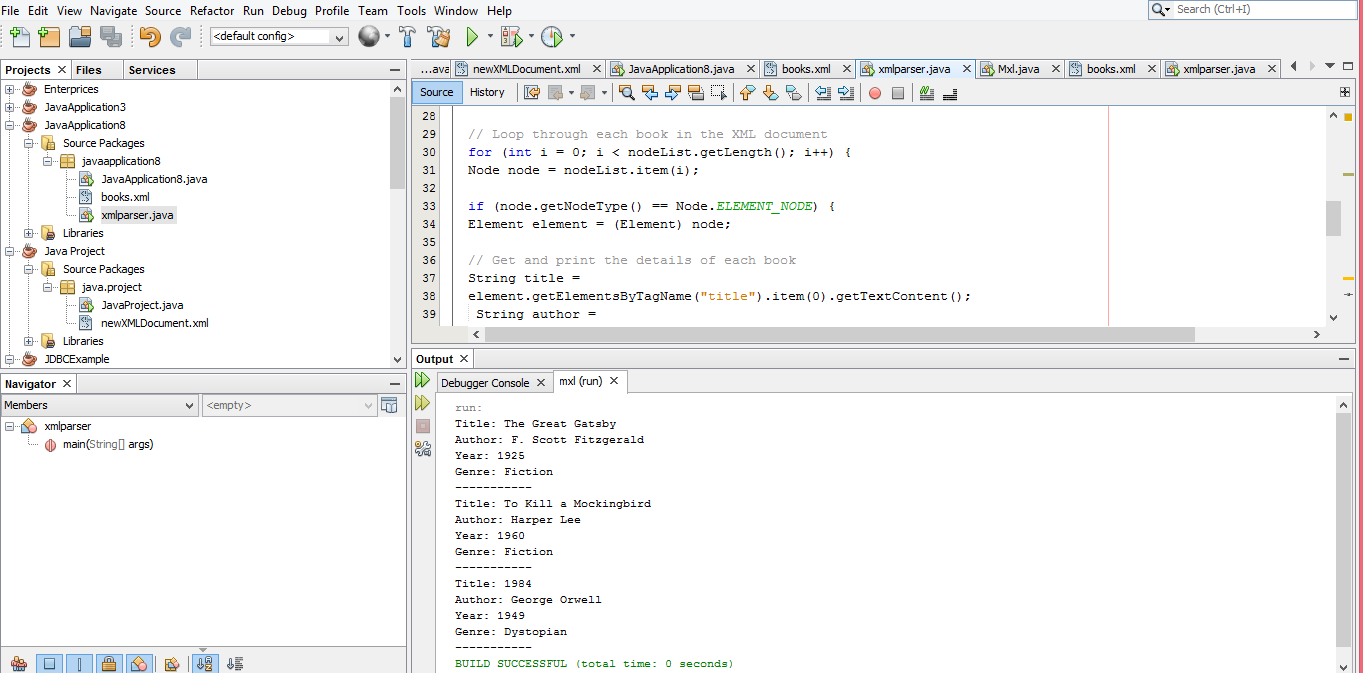 File Edit View Navigate Source Refactor Run Debug Profile Team Tools Window Help
Search (Ctrl+I)
<default config>
Projects Files Services
Enterprices
JavaApplication3
JavaApplication8
Source Packages
javaapplication8
JavaApplication8.java
books.xml
xmlparser.java
Libraries
Java Project
Source Packages
java.project
JavaProject.java
newXMLDocument.xml
Libraries
JDBCExample
Navigator
Members <empty>
xmlparser
main(String[] args)
...ava newXMLDocument.xml JavaApplication8.java books.xml xmlparser.java Mxl.java books.xml xmlparser.java
Source History
28
29 // Loop through each book in the XML document
30 for (int i = 0; i < nodeList.getLength(); i++) {
31 Node node = nodeList.item(i);
32
33 if (node.getNodeType() == Node.ELEMENT_NODE) {
34 Element element = (Element) node;
35
36 // Get and print the details of each book
37 String title =
38 element.getElementsByTagName("title").item(0).getTextContent();
39 String author =
Output
Debugger Console mxl (run)
run:
Title: The Great Gatsby
Author: F. Scott Fitzgerald
Year: 1925
Genre: Fiction
-----------
Title: To Kill a Mockingbird
Author: Harper Lee
Year: 1960
Genre: Fiction
-----------
Title: 1984
Author: George Orwell
Year: 1949
Genre: Dystopian
-----------
BUILD SUCCESSFUL (total time: 0 seconds)